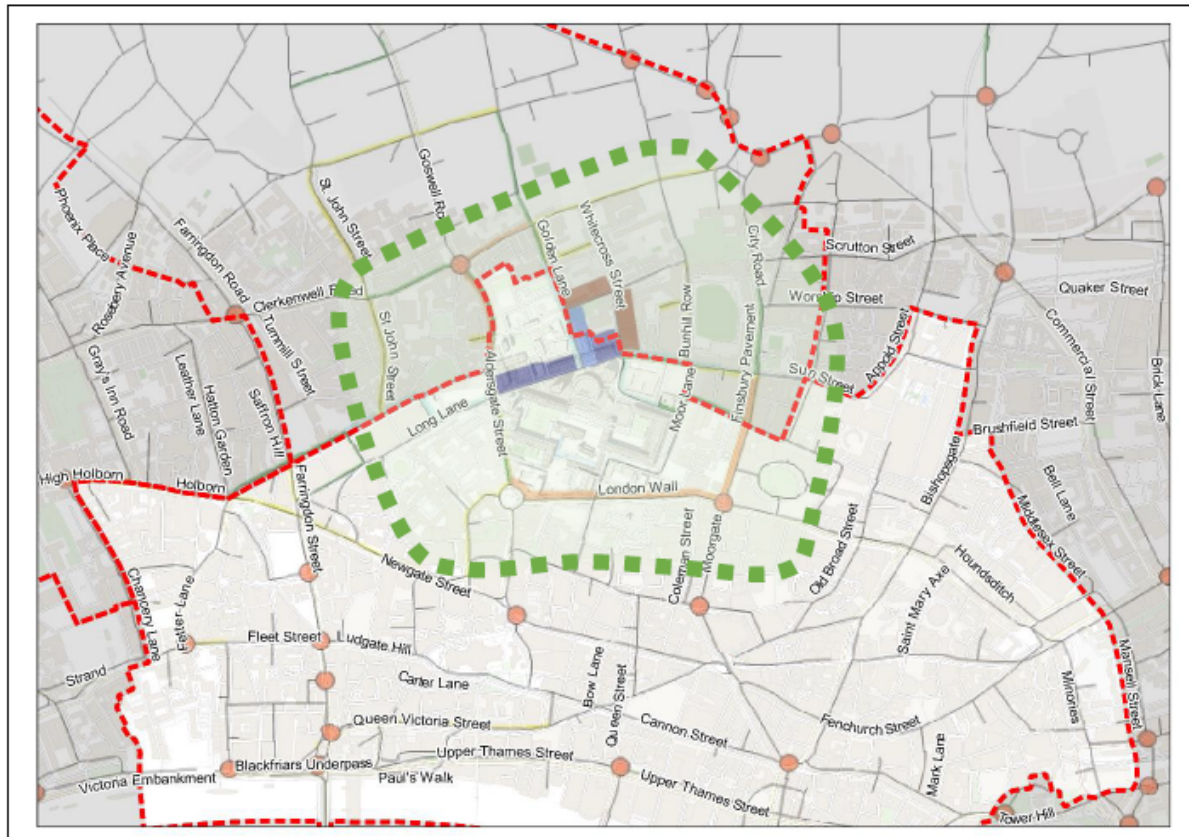 Phoenix Place
Rosebery Avenue
Farringdon Road
Turnmill Street
St. John Street
Goswell Ro
Golden Lane
Whitecross Street
City Road
Scrutton Street
Quaker Street
Clerkenwell Road
Worship Street
Bunhill Row
Commercial Street
Brick Lane
Gray's Inn Road
Leather Lane
Hatton Garden
Saffron Hill
St. John Street
Long Lane
Aldersgate Street
Moor Lane
Finsbury Pavement
Sun Street
Appold Street
Brushfield Street
High Holborn
Holborn
Farringdon Street
London Wall
Bishopsgate
Bell Lane
Middlesex Street
Chancery Lane
Fetter Lane
Newgate Street
Coleman Street
Moorgate
Old Broad Street
Houndsditch
Saint Mary Axe
Strand
Fleet Street
Ludgate Hill
Carter Lane
Bow Lane
Queen Street
Minories
Mansell Street
Queen Victoria Street
Cannon Street
Fenchurch Street
Mark Lane
Victoria Embankment
Blackfriars Underpass
Upper Thames Street
Paul's Walk
Upper Thames Street
Tower Hill